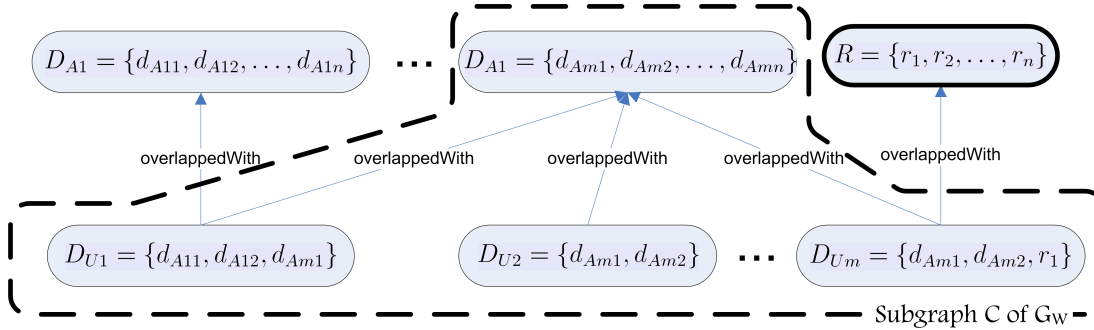 D_{A1} = {d_{A11}, d_{A12}, ..., d_{A1n}} ... D_{A1} = {d_{Am1}, d_{Am2}, ..., d_{Amn}} R = {r_1, r_2, ..., r_n}
overlappedWith overlappedWith overlappedWith overlappedWith overlappedWith
D_{U1} = {d_{A11}, d_{A12}, d_{Am1}} D_{U2} = {d_{Am1}, d_{Am2}} ... D_{Um} = {d_{Am1}, d_{Am2}, r_1}
Subgraph C of G_W